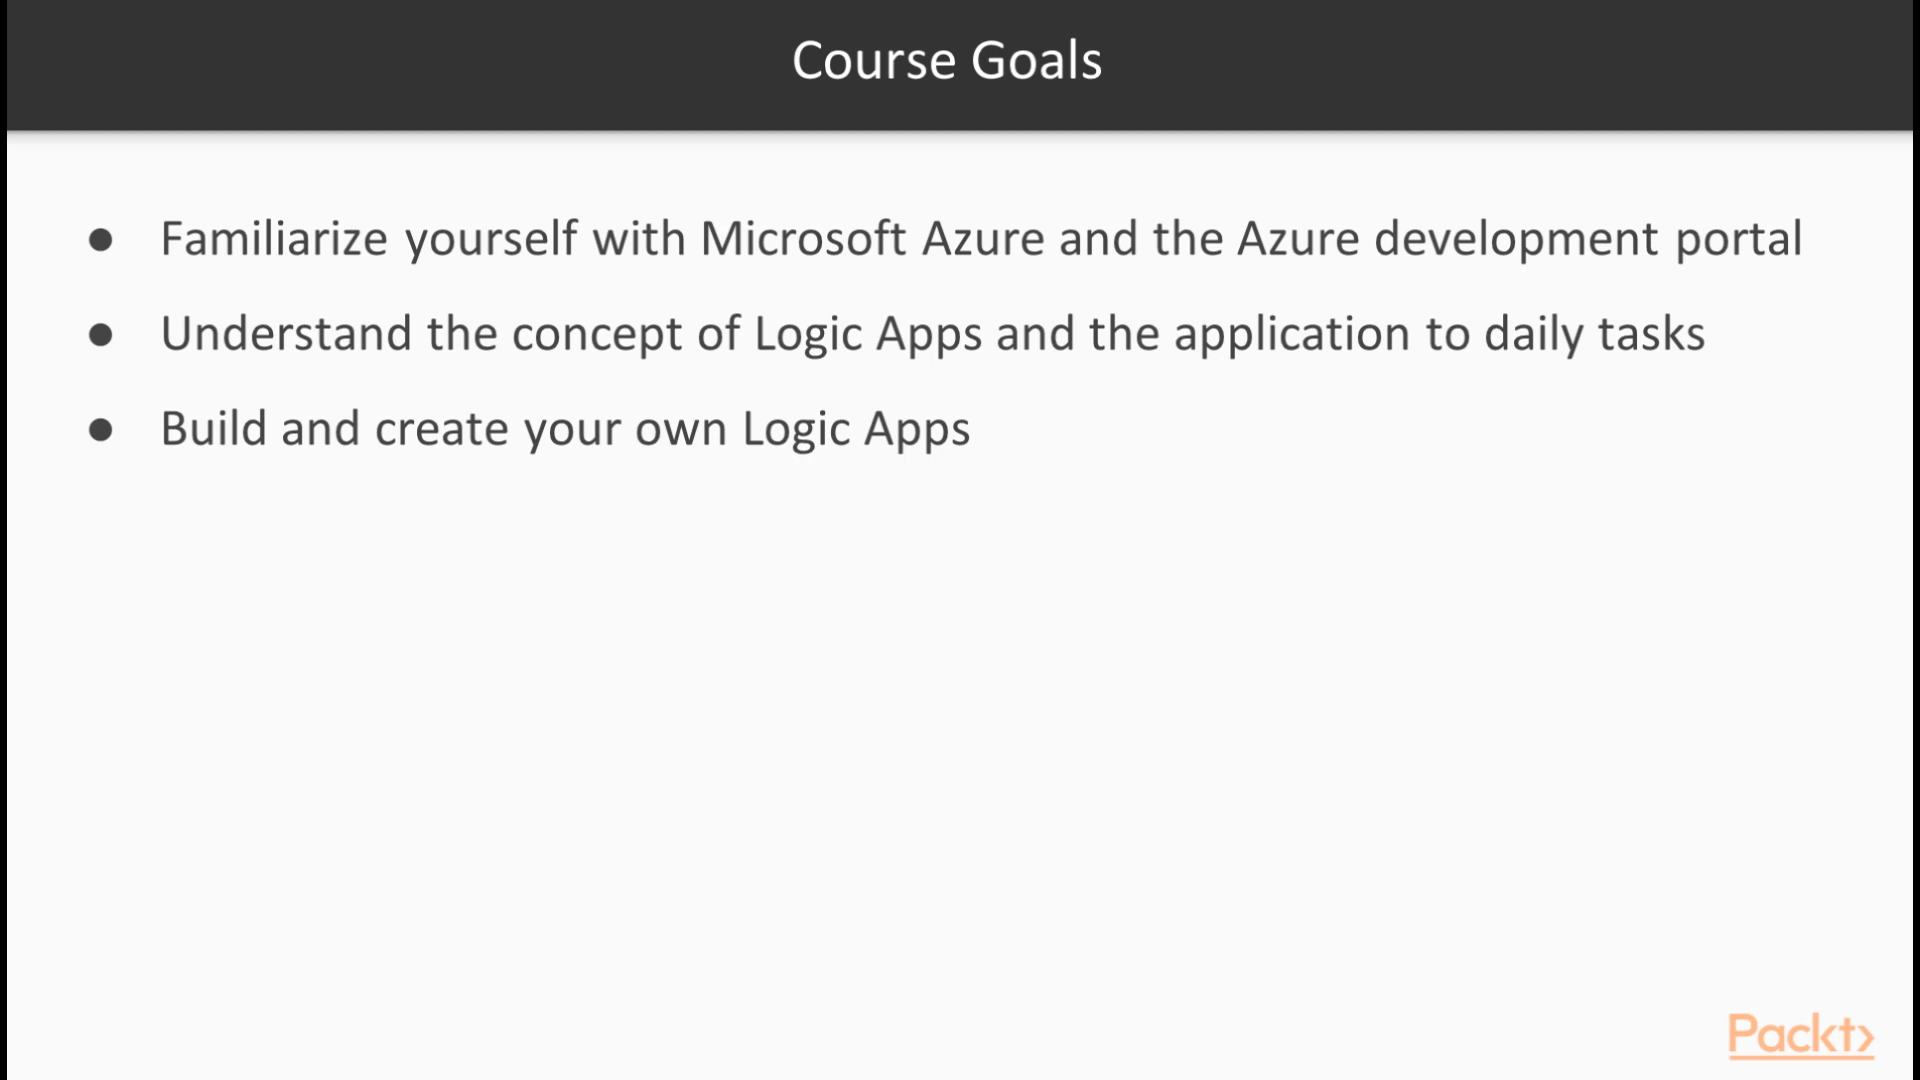 Course Goals
● Familiarize yourself with Microsoft Azure and the Azure development portal
● Understand the concept of Logic Apps and the application to daily tasks
● Build and create your own Logic Apps
Packt>